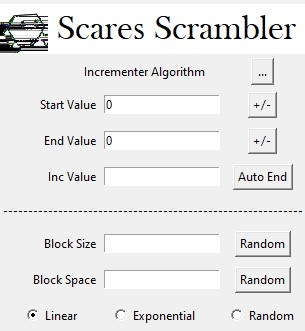 Scares Scrambler
Incrementer Algorithm ...
Start Value 0 +/-
End Value 0 +/-
Inc Value Auto End
Block Size Random
Block Space Random
Linear Exponential Random